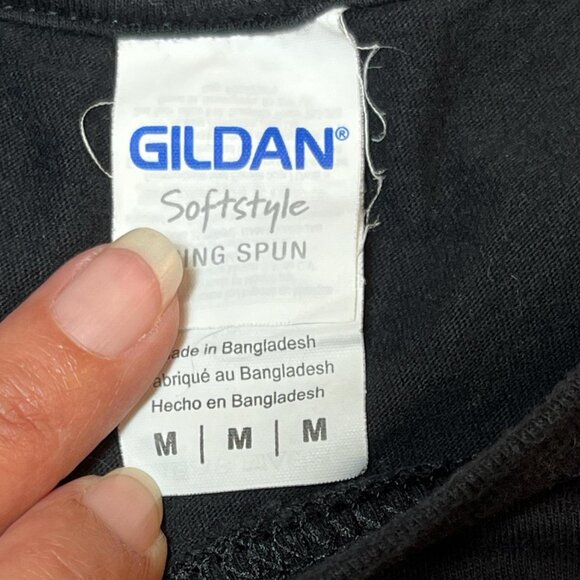 GILDAN®
Softstyle
ING SPUN
ade in Bangladesh
abriqué au Bangladesh
Hecho en Bangladesh
M | M | M